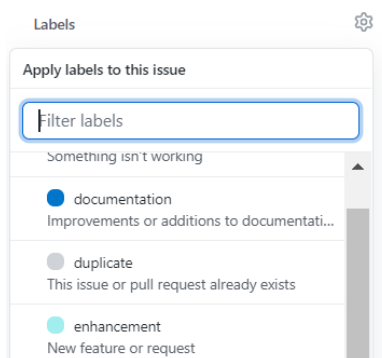 Labels
Apply labels to this issue
Filter labels
Something isn't working
documentation
Improvements or additions to documentati...
duplicate
This issue or pull request already exists
enhancement
New feature or request